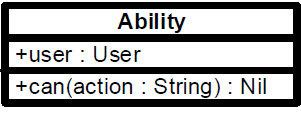 Ability
+user : User
+can(action : String) : Nil